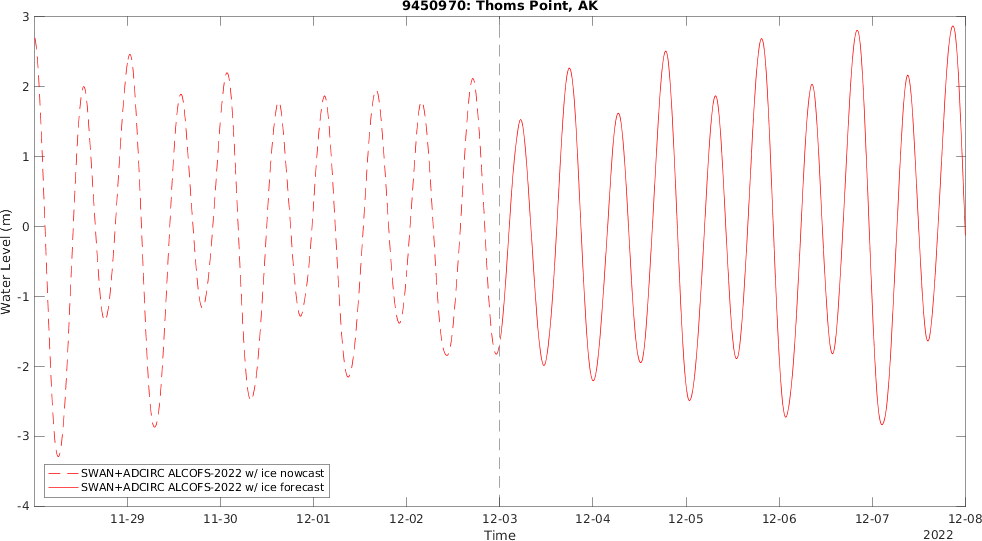 9450970: Thoms Point, AK
3
2
1
0
-1
-2
-3
-4
Water Level (m)
SWAN+ADCIRC ALCOFS-2022 w/ ice nowcast
SWAN+ADCIRC ALCOFS-2022 w/ ice forecast
11-29 11-30 12-01 12-02 12-03 12-04 12-05 12-06 12-07 12-08
Time
2022